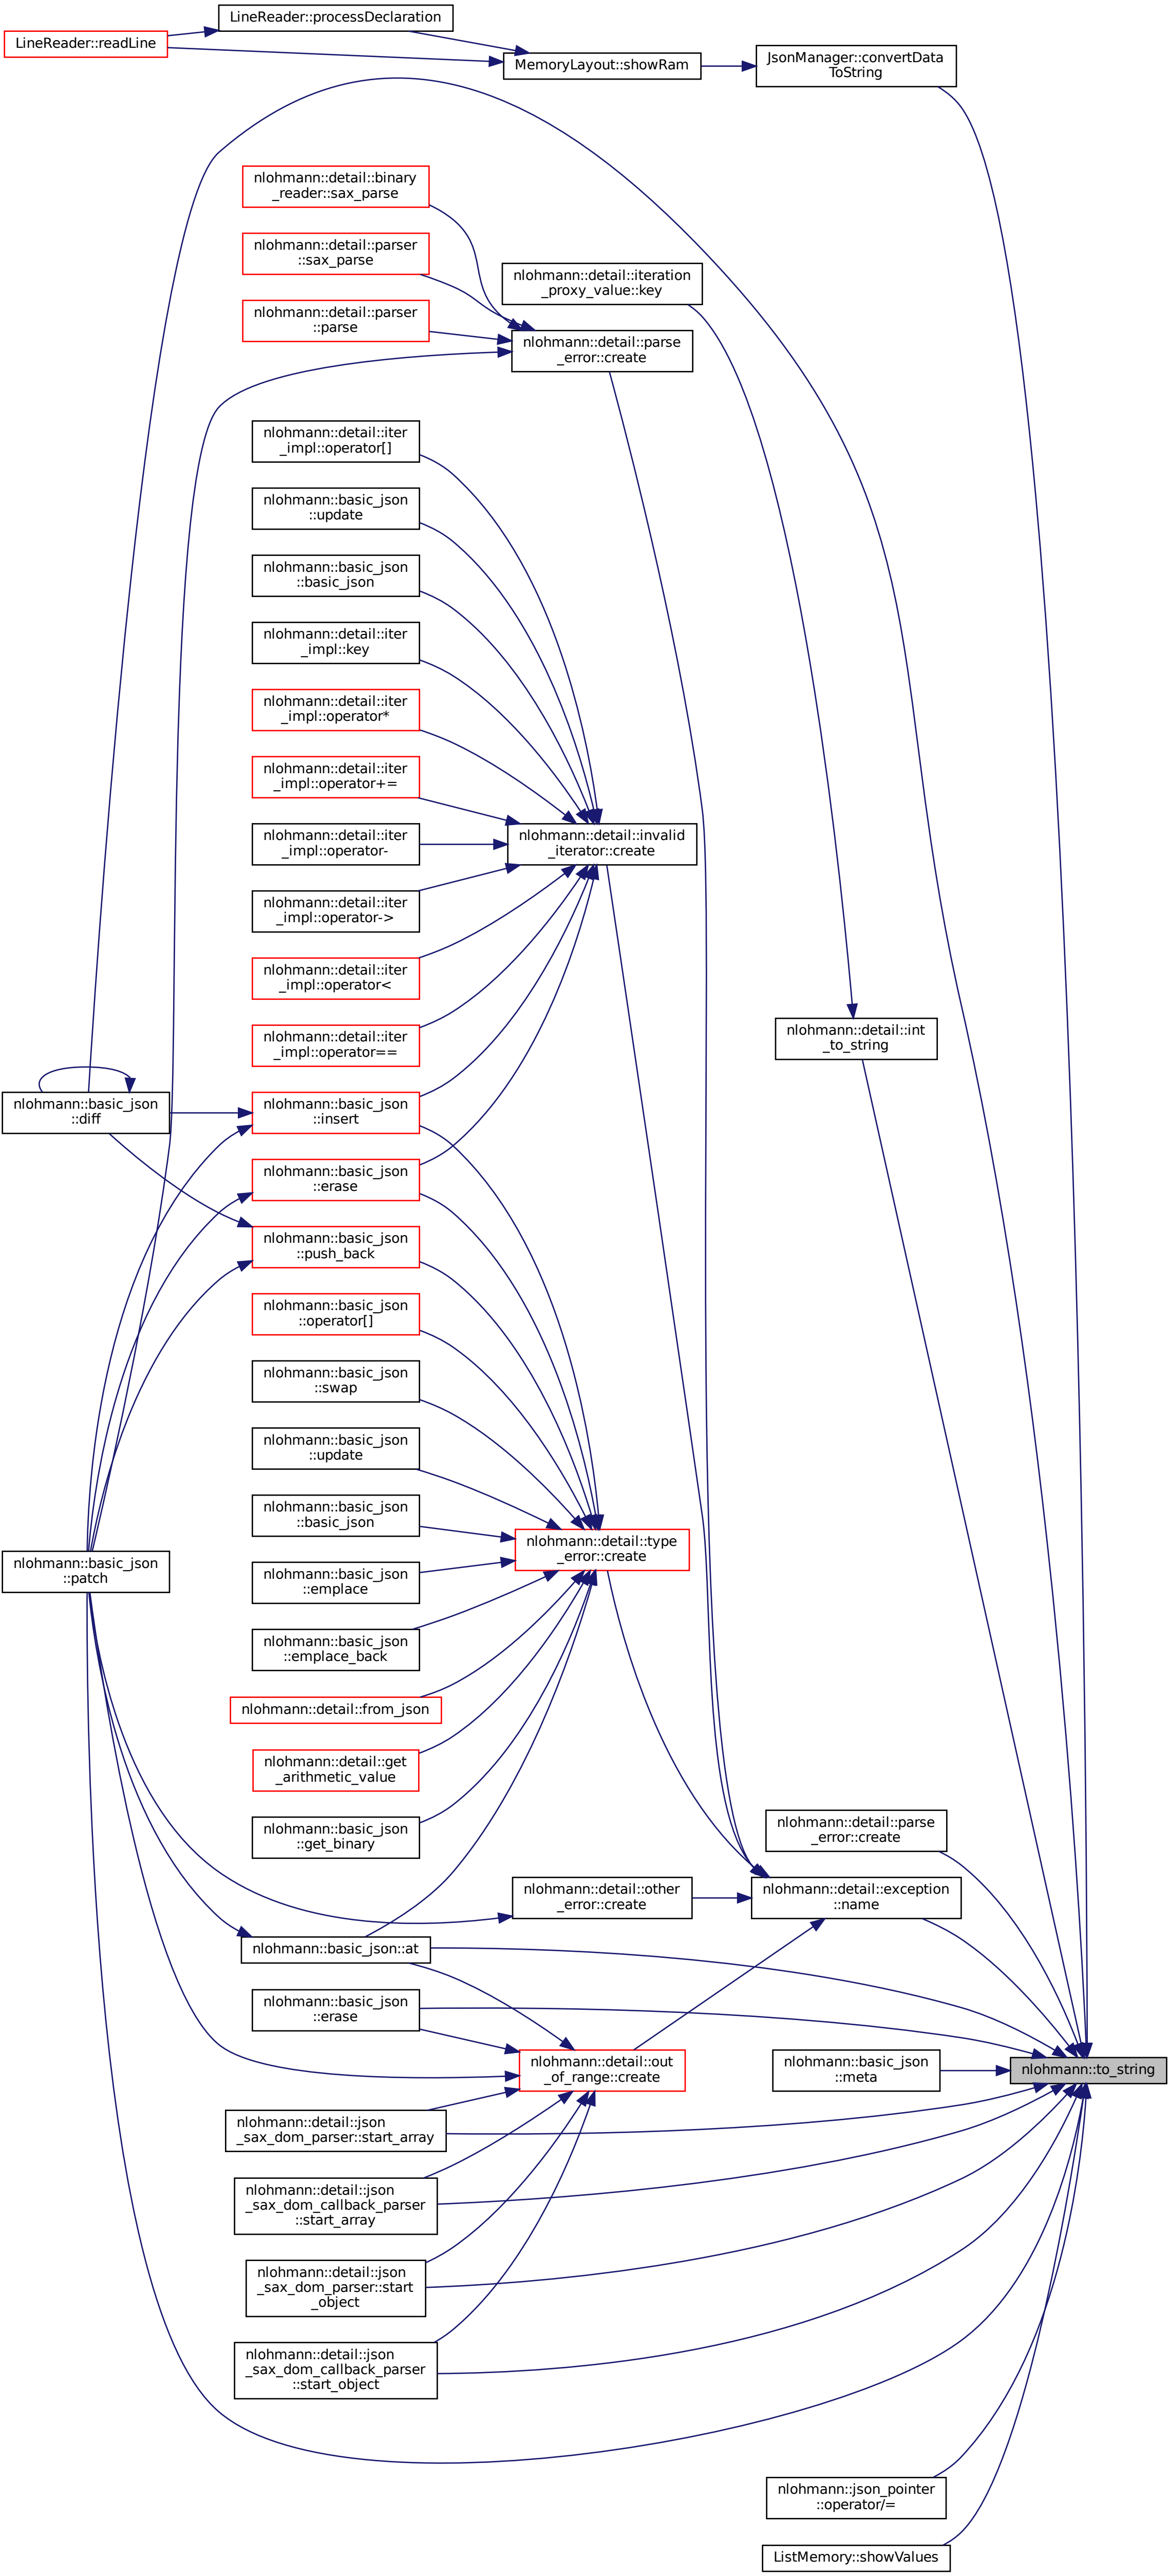 LineReader::processDeclaration
LineReader::readLine
MemoryLayout::showRam
JsonManager::convertData
ToString
nlohmann::detail::binary
_reader::sax_parse
nlohmann::detail::parser
::sax_parse
nlohmann::detail::iteration
_proxy_value::key
nlohmann::detail::parser
::parse
nlohmann::detail::parse
_error::create
nlohmann::detail::iter
_impl::operator[]
nlohmann::basic_json
::update
nlohmann::basic_json
::basic_json
nlohmann::detail::iter
_impl::key
nlohmann::detail::iter
_impl::operator*
nlohmann::detail::iter
_impl::operator+=
nlohmann::detail::iter
_impl::operator-
nlohmann::detail::invalid
_iterator::create
nlohmann::detail::iter
_impl::operator->
nlohmann::detail::iter
_impl::operator<
nlohmann::detail::iter
_impl::operator==
nlohmann::detail::int
_to_string
nlohmann::basic_json
::diff
nlohmann::basic_json
::insert
nlohmann::basic_json
::erase
nlohmann::basic_json
::push_back
nlohmann::basic_json
::operator[]
nlohmann::basic_json
::swap
nlohmann::basic_json
::update
nlohmann::basic_json
::basic_json
nlohmann::detail::type
_error::create
nlohmann::basic_json
::patch
nlohmann::basic_json
::emplace
nlohmann::basic_json
::emplace_back
nlohmann::detail::from_json
nlohmann::detail::get
_arithmetic_value
nlohmann::basic_json
::get_binary
nlohmann::detail::parse
_error::create
nlohmann::detail::other
_error::create
nlohmann::detail::exception
::name
nlohmann::basic_json::at
nlohmann::basic_json
::erase
nlohmann::detail::out
_of_range::create
nlohmann::basic_json
::meta
nlohmann::to_string
nlohmann::detail::json
_sax_dom_parser::start_array
nlohmann::detail::json
_sax_dom_callback_parser
::start_array
nlohmann::detail::json
_sax_dom_parser::start
_object
nlohmann::detail::json
_sax_dom_callback_parser
::start_object
nlohmann::json_pointer
::operator/=
ListMemory::showValues